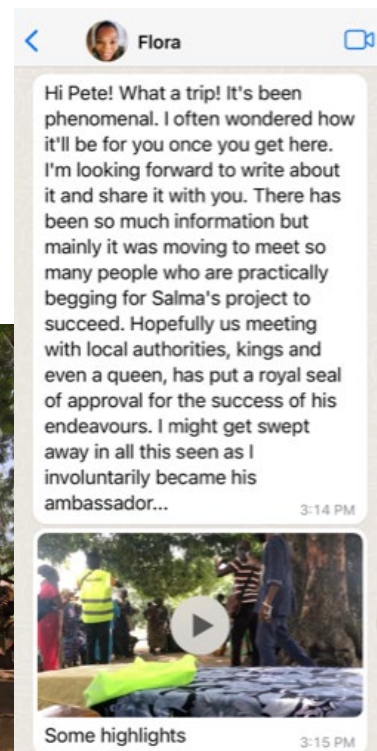 Flora
Hi Pete! What a trip! It's been
phenomenal. I often wondered how
it'll be for you once you get here.
I'm looking forward to write about
it and share it with you. There has
been so much information but
mainly it was moving to meet so
many people who are practically
begging for Salma's project to
succeed. Hopefully us meeting
with local authorities, kings and
even a queen, has put a royal seal
of approval for the success of his
endeavours. I might get swept
away in all this seen as I
involuntarily became his
ambassador...
3:14 PM
Some highlights
3:15 PM